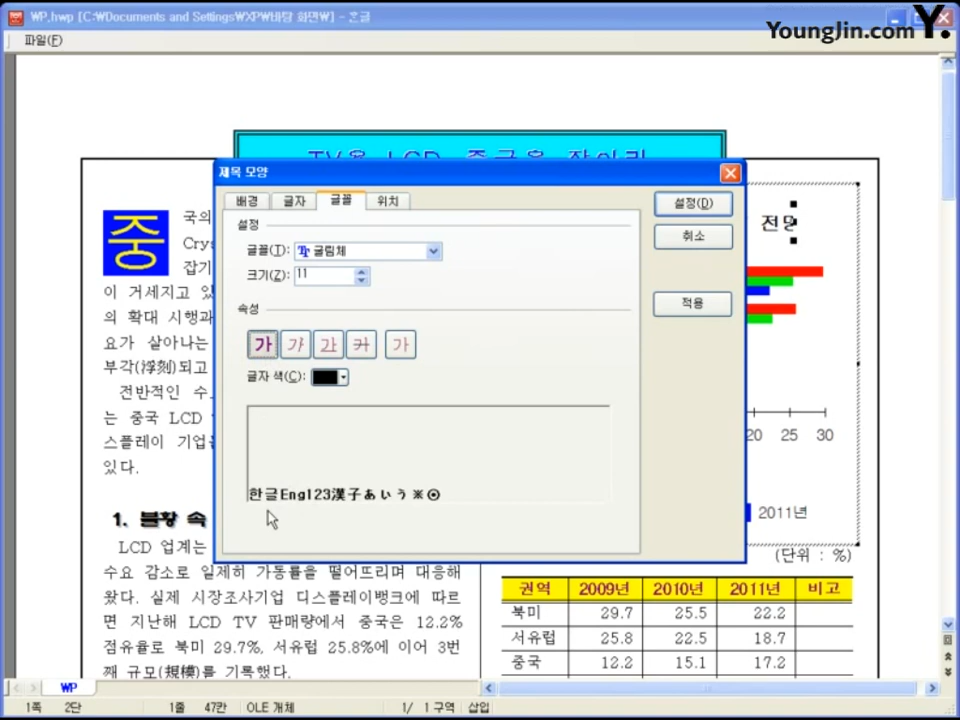 WP.hwp [C:\Documents and Settings\XP\바탕 화면\] - 흔글
YoungJin.com Y.
파일(F)
TV용 LCD 중국은
제목 모양
배경 글자 글꼴 위치
설정
글꼴(T): 굴림체
크기(Z): 11
속성
가 가 가 가 가
글자 색(C):
한글Eng123漢字あいう※⊙
설정(D)
취소
적용
중
국의
Crys
잡기
이 거세지고 있
의 확대 시행과
요가 살아나는
부각(浮刻)되고
전반적인 수
는 중국 LCD
스플레이 기업
있다.
1. 불황 속
LCD 업계는
수요 감소로 일제히 가동률을 떨어뜨리며 대응해
왔다. 실제 시장조사기업 디스플레이뱅크에 따르
면 지난해 LCD TV 판매량에서 중국은 12.2%
점유율로 북미 29.7%, 서유럽 25.8%에 이어 3번
째 규모(規模)를 기록했다.
전망
20 25 30
2011년
(단위 : %)
권역 2009년 2010년 2011년 비고
북미 29.7 25.5 22.2
서유럽 25.8 22.5 18.7
중국 12.2 15.1 17.2
WP
1쪽 2단 1줄 47칸 OLE 개체 1/ 1 구역 삽입